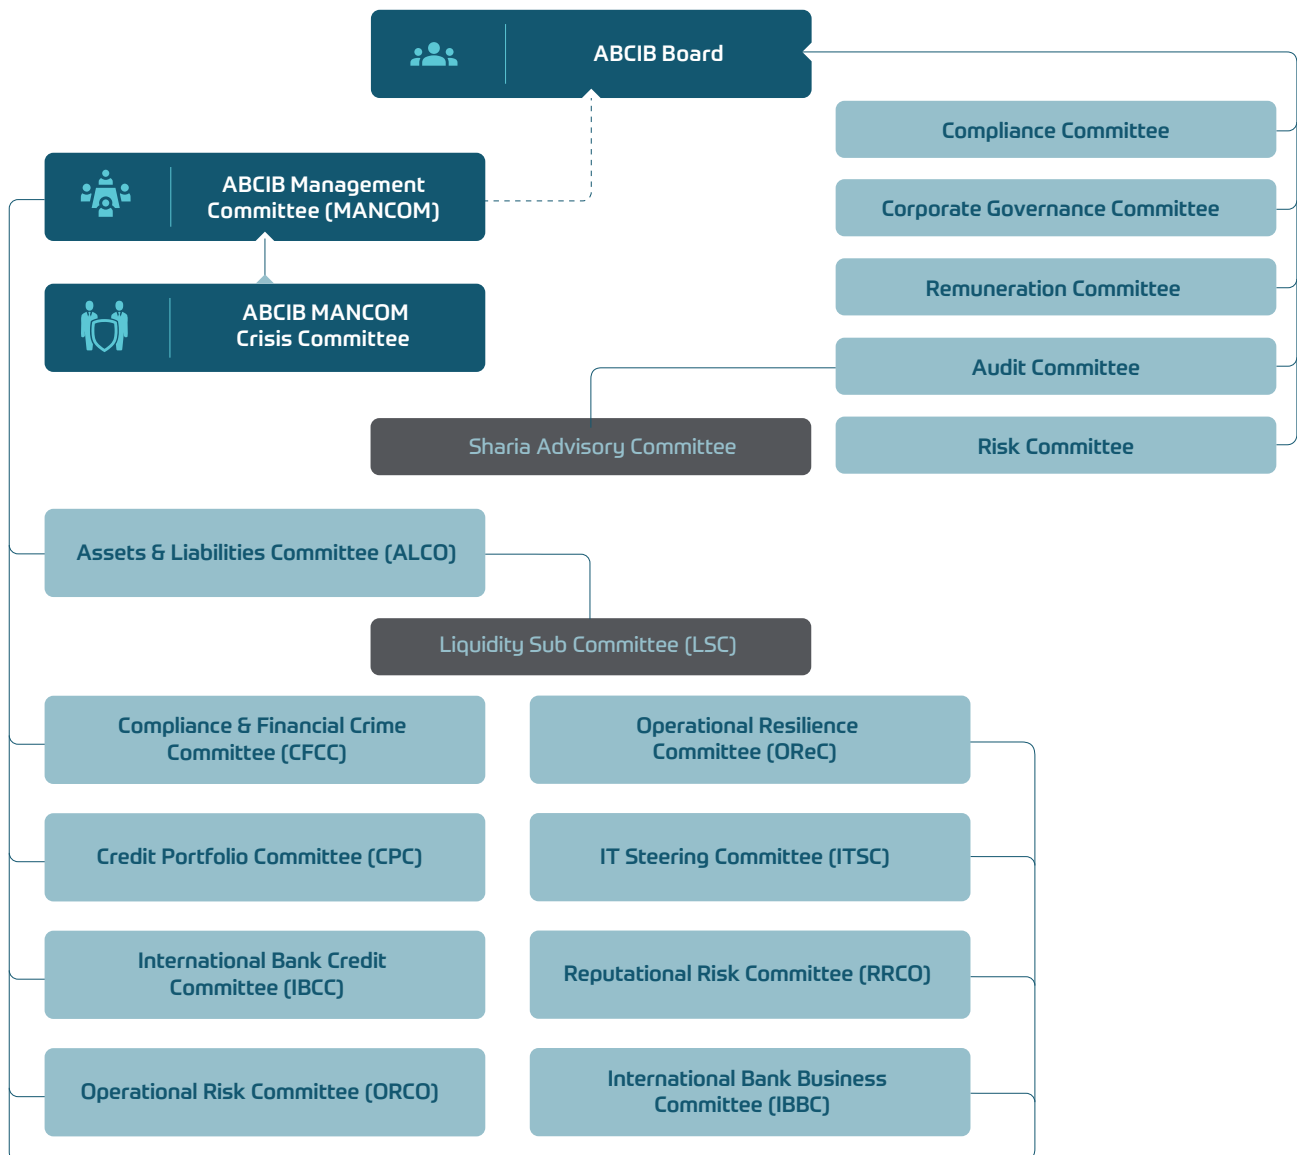 ABCIB Board
Compliance Committee
ABCIB Management
Committee (MANCOM)
Corporate Governance Committee
Remuneration Committee
ABCIB MANCOM
Crisis Committee
Audit Committee
Sharia Advisory Committee
Risk Committee
Assets & Liabilities Committee (ALCO)
Liquidity Sub Committee (LSC)
Compliance & Financial Crime
Committee (CFCC)
Operational Resilience
Committee (OReC)
Credit Portfolio Committee (CPC)
IT Steering Committee (ITSC)
International Bank Credit
Committee (IBCC)
Reputational Risk Committee (RRCO)
Operational Risk Committee (ORCO)
International Bank Business
Committee (IBBC)